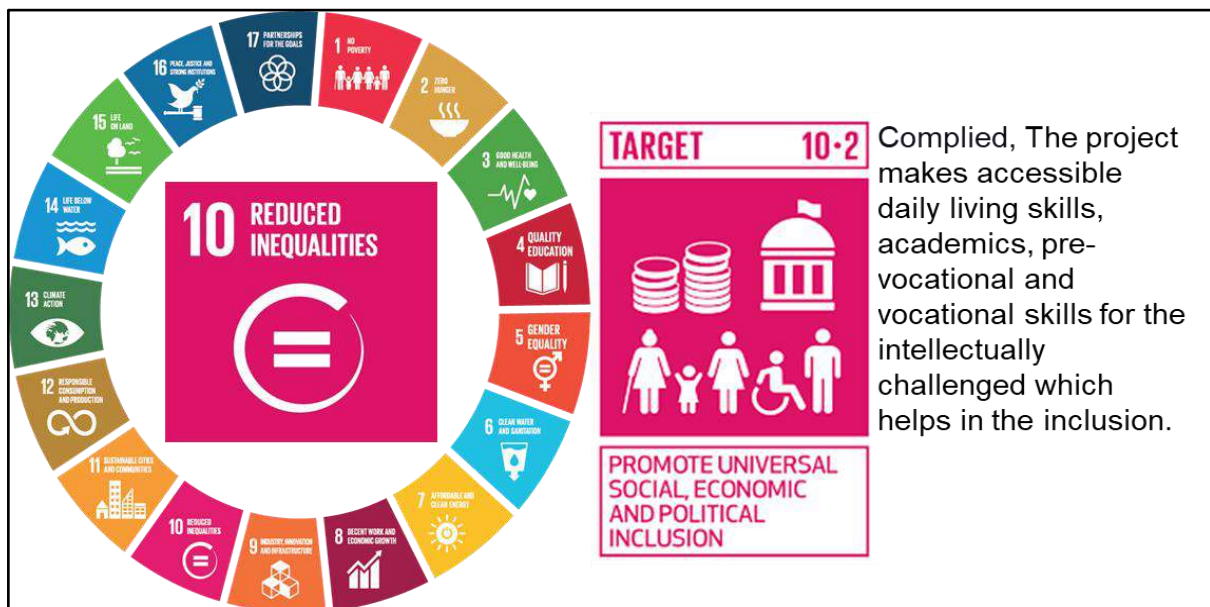 17 PARTNERSHIPS
FOR THE GOALS
1 NO
POVERTY
2 ZERO
HUNGER
3 GOOD HEALTH
AND WELL-BEING
4 QUALITY
EDUCATION
5 GENDER
EQUALITY
6 CLEAN WATER
AND SANITATION
7 AFFORDABLE AND
CLEAN ENERGY
8 DECENT WORK AND
ECONOMIC GROWTH
9 INDUSTRY, INNOVATION
AND INFRASTRUCTURE
10 REDUCED
INEQUALITIES
11 SUSTAINABLE CITIES
AND COMMUNITIES
12 RESPONSIBLE
CONSUMPTION
AND PRODUCTION
13 CLIMATE
ACTION
14 LIFE BELOW
WATER
15 LIFE
ON LAND
16 PEACE, JUSTICE AND
STRONG INSTITUTIONS
10 REDUCED
INEQUALITIES
TARGET 10·2
PROMOTE UNIVERSAL
SOCIAL, ECONOMIC
AND POLITICAL
INCLUSION
Complied, The project
makes accessible
daily living skills,
academics, pre-
vocational and
vocational skills for the
intellectually
challenged which
helps in the inclusion.